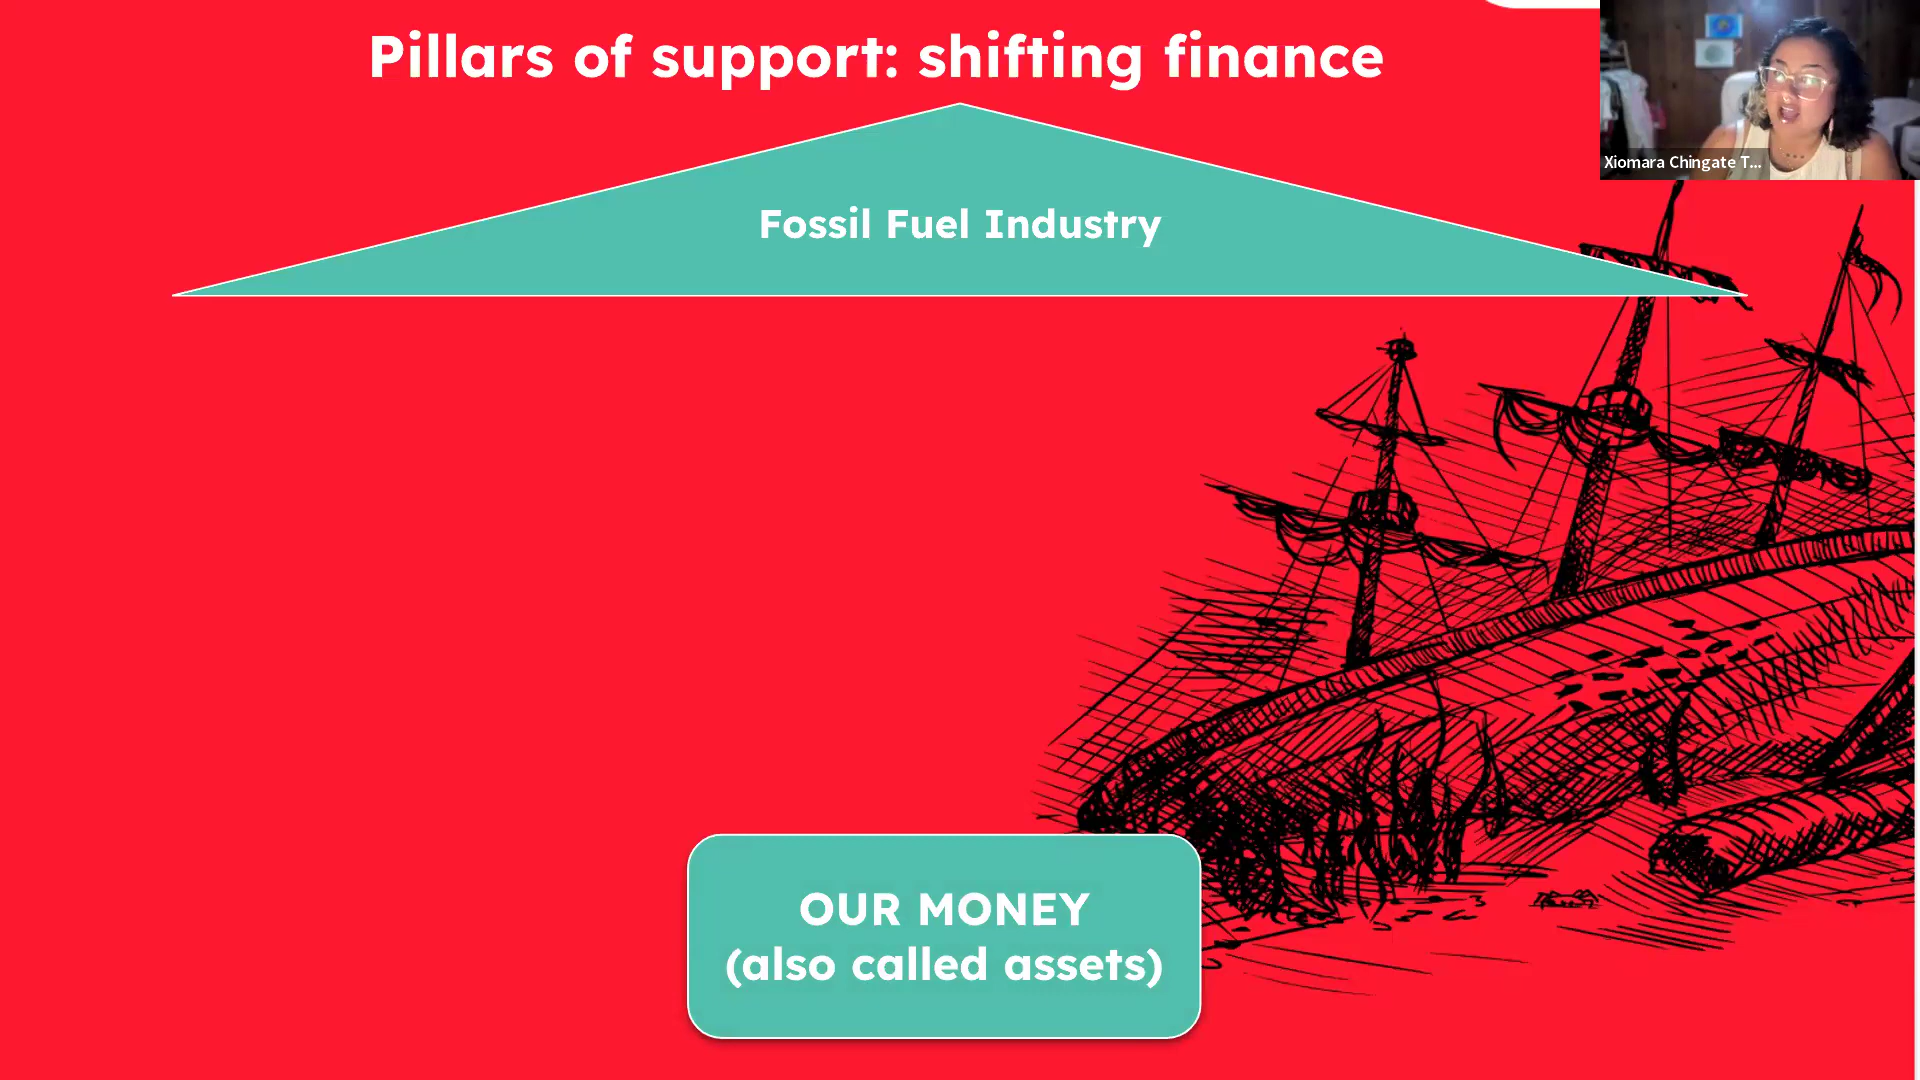 Pillars of support: shifting finance
Xiomara Chingate T...
Fossil Fuel Industry
OUR MONEY
(also called assets)